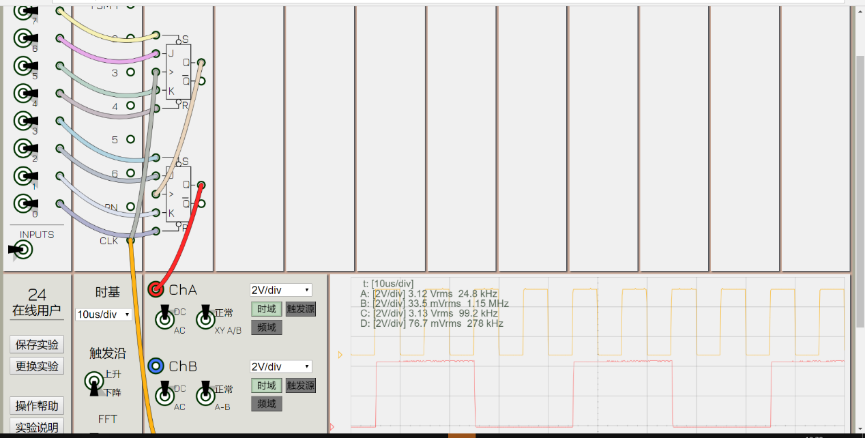 7
6
5
4
3
2
1
0
INPUTS
3
4
5
6
CLK
S
J
Q
>
Q
K
R
S
Q
>
Q
K
R
24
在线用户
保存实验
更换实验
操作帮助
实验说明
时基
10us/div
触发沿
上升
下降
FFT
ChA
2V/div
DC
AC
正常
XY A/B
时域
触发源
频域
ChB
2V/div
DC
AC
正常
A-B
时域
触发源
频域
t: [10us/div]
A: [2V/div] 3.12 Vrms 24.8 kHz
B: [2V/div] 33.5 mVrms 1.15 MHz
C: [2V/div] 3.13 Vrms 99.2 kHz
D: [2V/div] 76.7 mVrms 278 kHz